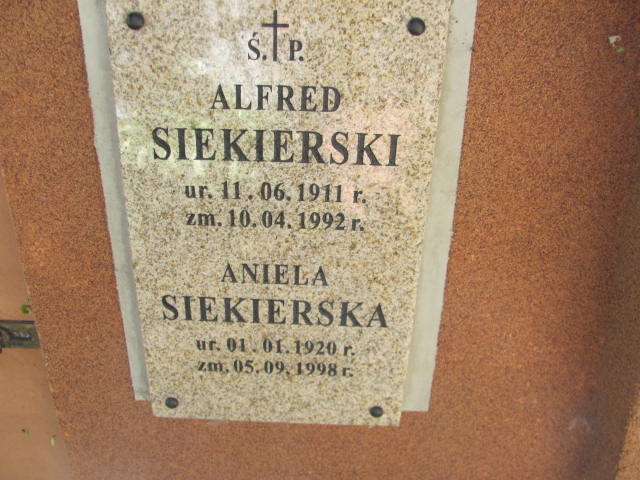 Ś.P.
ALFRED
SIEKIERSKI
ur. 11.06.1911 r.
zm. 10.04.1992 r.
ANIELA
SIEKIERSKA
ur. 01.01.1920 r.
zm. 05.09.1998 r.